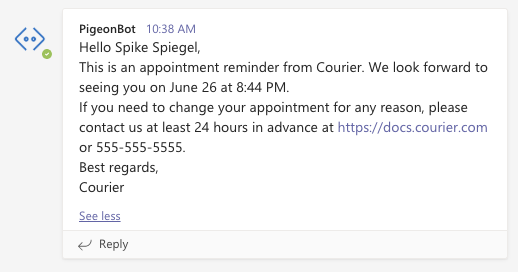 PigeonBot 10:38 AM
Hello Spike Spiegel,
This is an appointment reminder from Courier. We look forward to
seeing you on June 26 at 8:44 PM.
If you need to change your appointment for any reason, please
contact us at least 24 hours in advance at https://docs.courier.com
or 555-555-5555.
Best regards,
Courier
See less
Reply